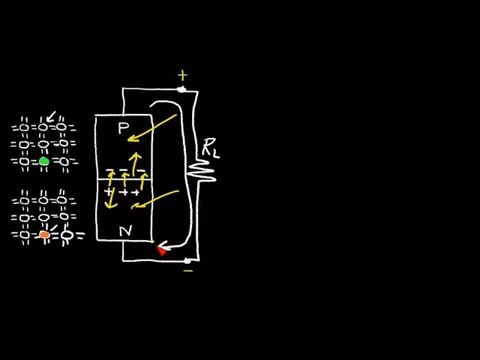 +
P
R_L
- - -
+ + +
N
-